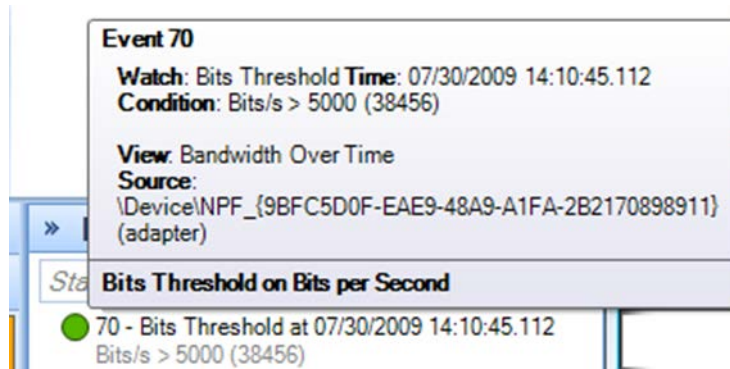 Event 70
Watch: Bits Threshold Time: 07/30/2009 14:10:45.112
Condition: Bits/s > 5000 (38456)
View: Bandwidth Over Time
Source:
\Device\NPF_{9BFC5D0F-EAE9-48A9-A1FA-2B2170898911}
(adapter)
»
Sta
Bits Threshold on Bits per Second
70 - Bits Threshold at 07/30/2009 14:10:45.112
Bits/s > 5000 (38456)